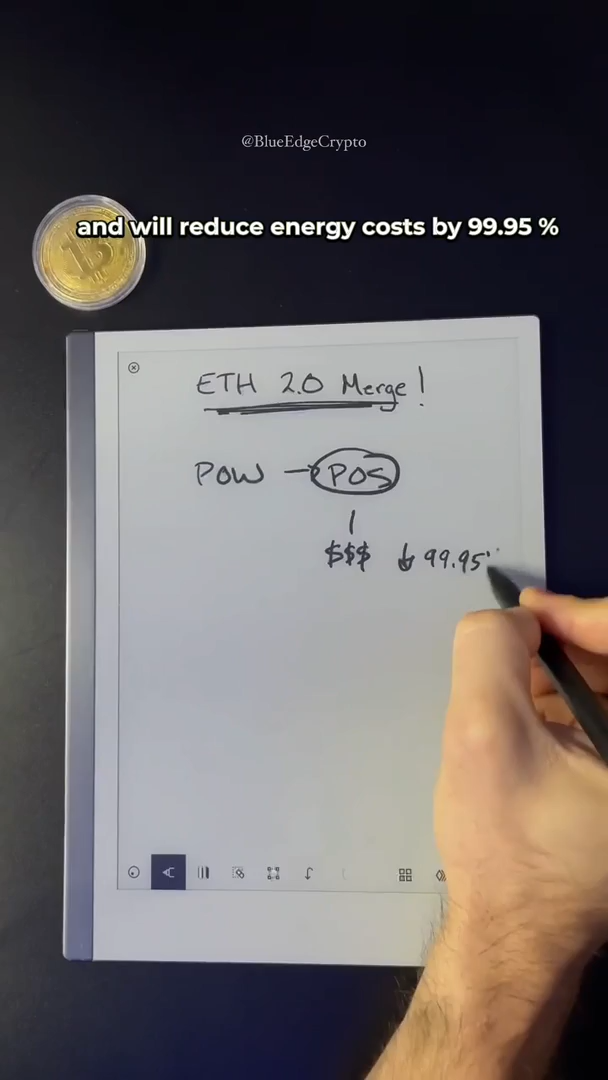 @BlueEdgeCrypto
and will reduce energy costs by 99.95 %
ETH 2.0 Merge!
POW → POS
$$$ ↓ 99.95